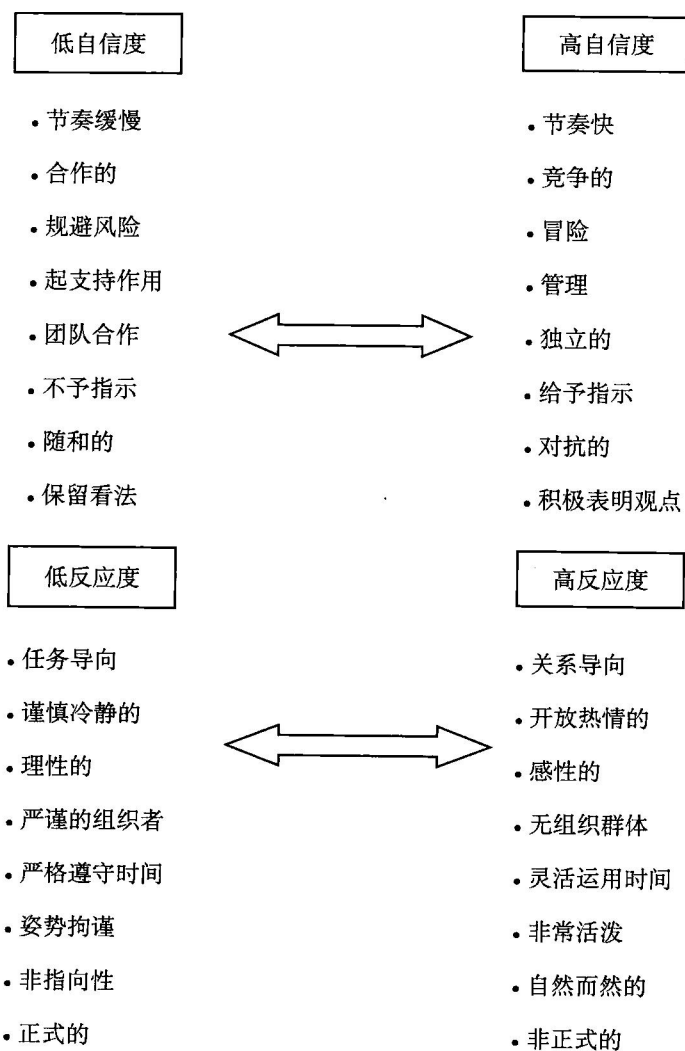 低自信度
• 节奏缓慢
• 合作的
• 规避风险
• 起支持作用
• 团队合作
• 不予指示
• 随和的
• 保留看法
高自信度
• 节奏快
• 竞争的
• 冒险
• 管理
• 独立的
• 给予指示
• 对抗的
• 积极表明观点
低反应度
• 任务导向
• 谨慎冷静的
• 理性的
• 严谨的组织者
• 严格遵守时间
• 姿势拘谨
• 非指向性
• 正式的
高反应度
• 关系导向
• 开放热情的
• 感性的
• 无组织群体
• 灵活运用时间
• 非常活泼
• 自然而然的
• 非正式的